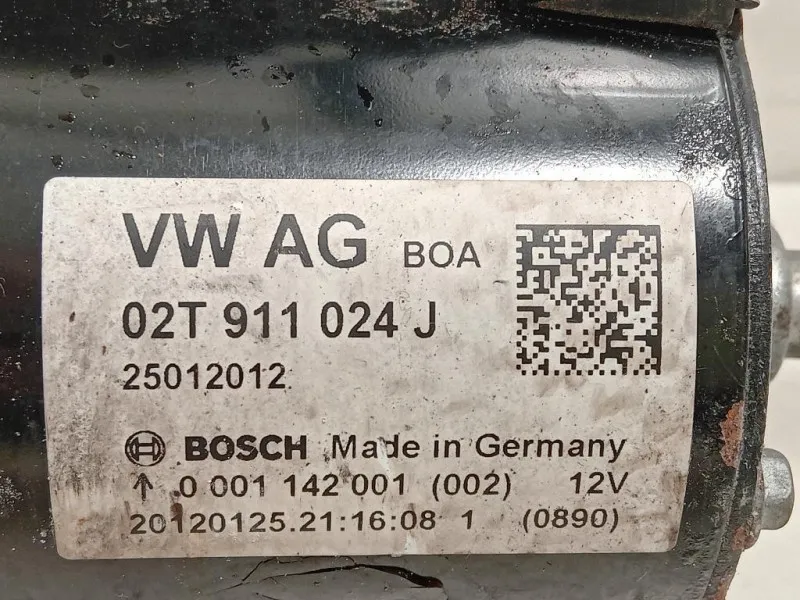 VW AG BOA
02T 911 024 J
25012012
BOSCH Made in Germany
↑ 0 001 142 001 (002) 12V
20120125.21:16:08 1 (0890)